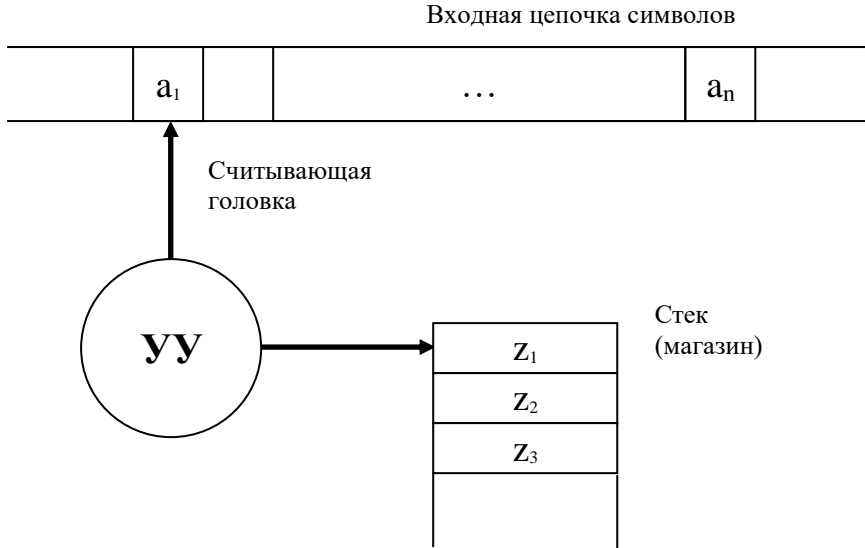 Входная цепочка символов
a₁ … aₙ
Считывающая
головка
УУ
Стек
(магазин)
z₁
z₂
z₃